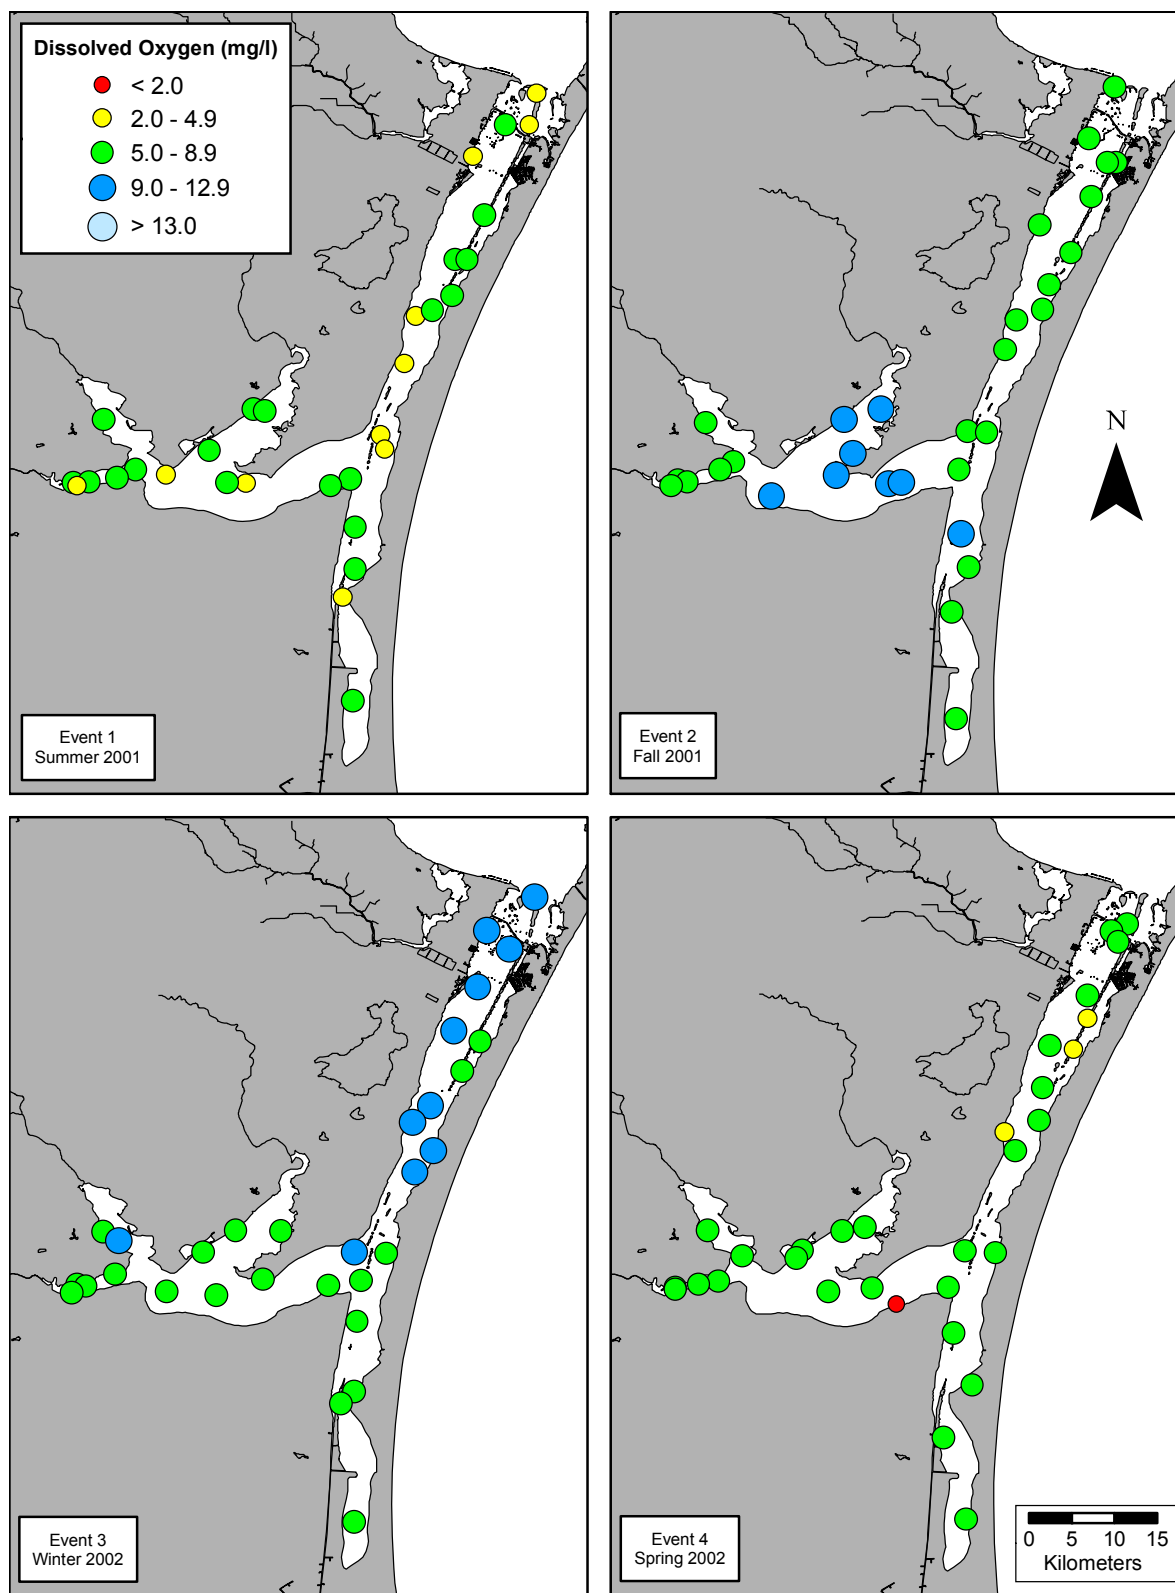 Dissolved Oxygen (mg/l)
< 2.0
2.0 - 4.9
5.0 - 8.9
9.0 - 12.9
> 13.0
Event 1
Summer 2001
Event 2
Fall 2001
N
Event 3
Winter 2002
Event 4
Spring 2002
0 5 10 15
Kilometers